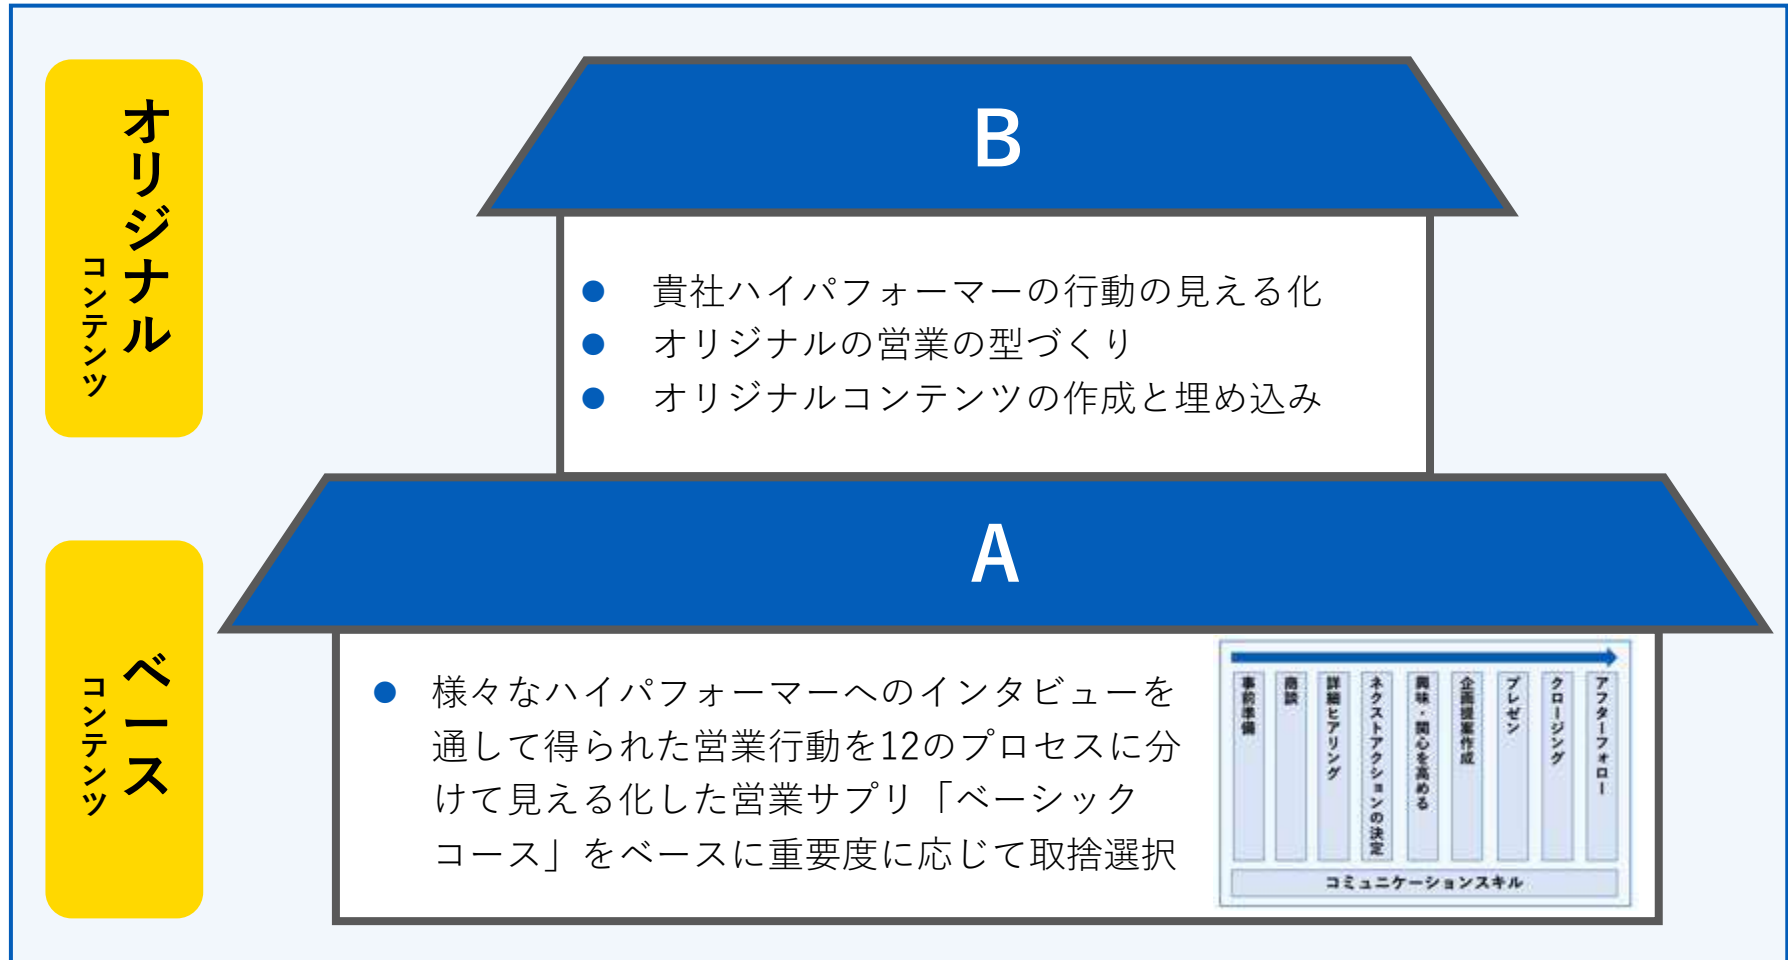 オリジナル
コンテンツ
B
● 貴社ハイパフォーマーの行動の見える化
● オリジナルの営業の型づくり
● オリジナルコンテンツの作成と埋め込み
ベース
コンテンツ
A
● 様々なハイパフォーマーへのインタビューを
通して得られた営業行動を12のプロセスに分
けて見える化した営業サプリ「ベーシック
コース」をベースに重要度に応じて取捨選択
事前準備
商談
詳細ヒアリング
ネクストアクションの決定
興味・関心を高める
企画提案作成
プレゼン
クロージング
アフターフォロー
コミュニケーションスキル